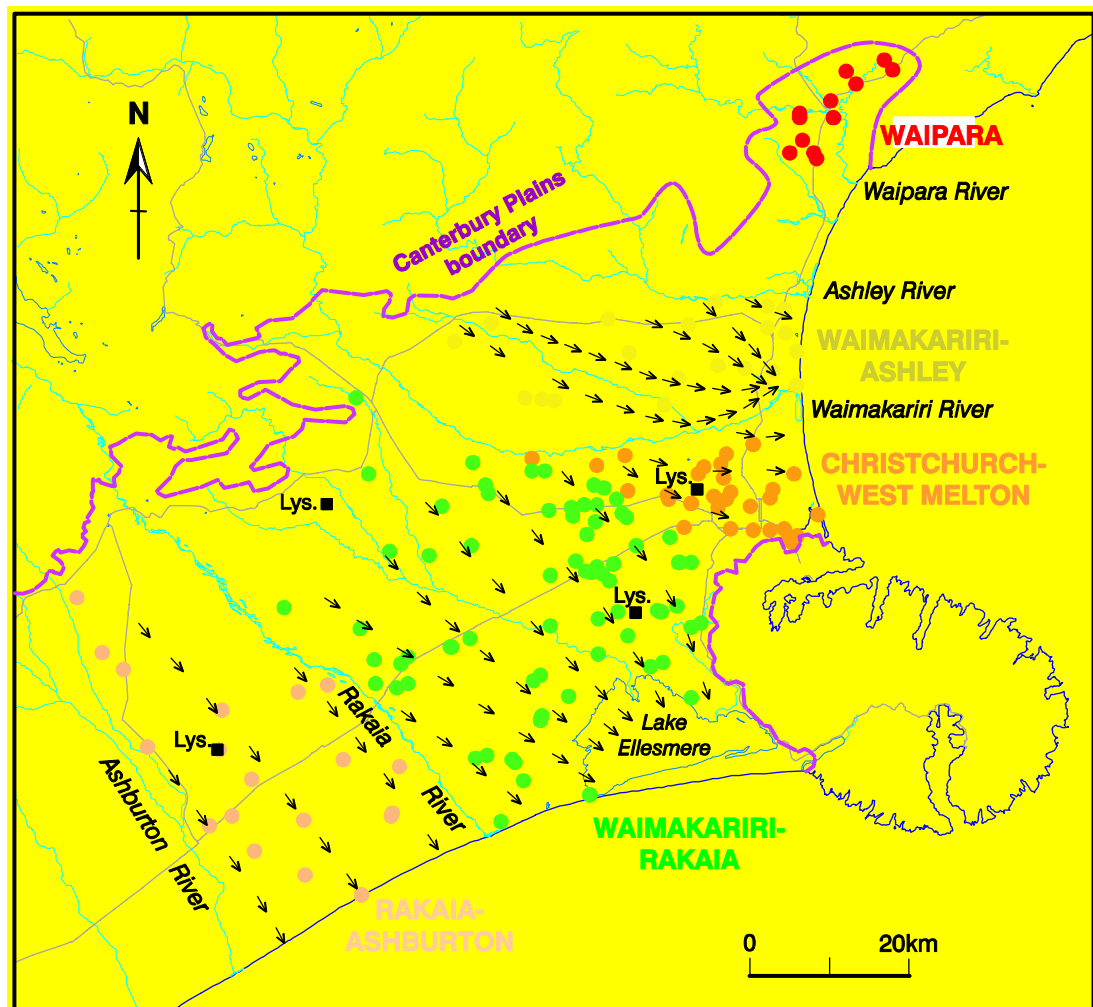 N
WAIPARA
Waipara River
Canterbury Plains
boundary
Ashley River
WAIMAKARIRI-
ASHLEY
Waimakariri River
CHRISTCHURCH-
WEST MELTON
Lys.
Lys.
Lys.
Rakaia
River
Lake
Ellesmere
Lys.
Ashburton
River
WAIMAKARIRI-
RAKAIA
RAKAIA-
ASHBURTON
0 20km